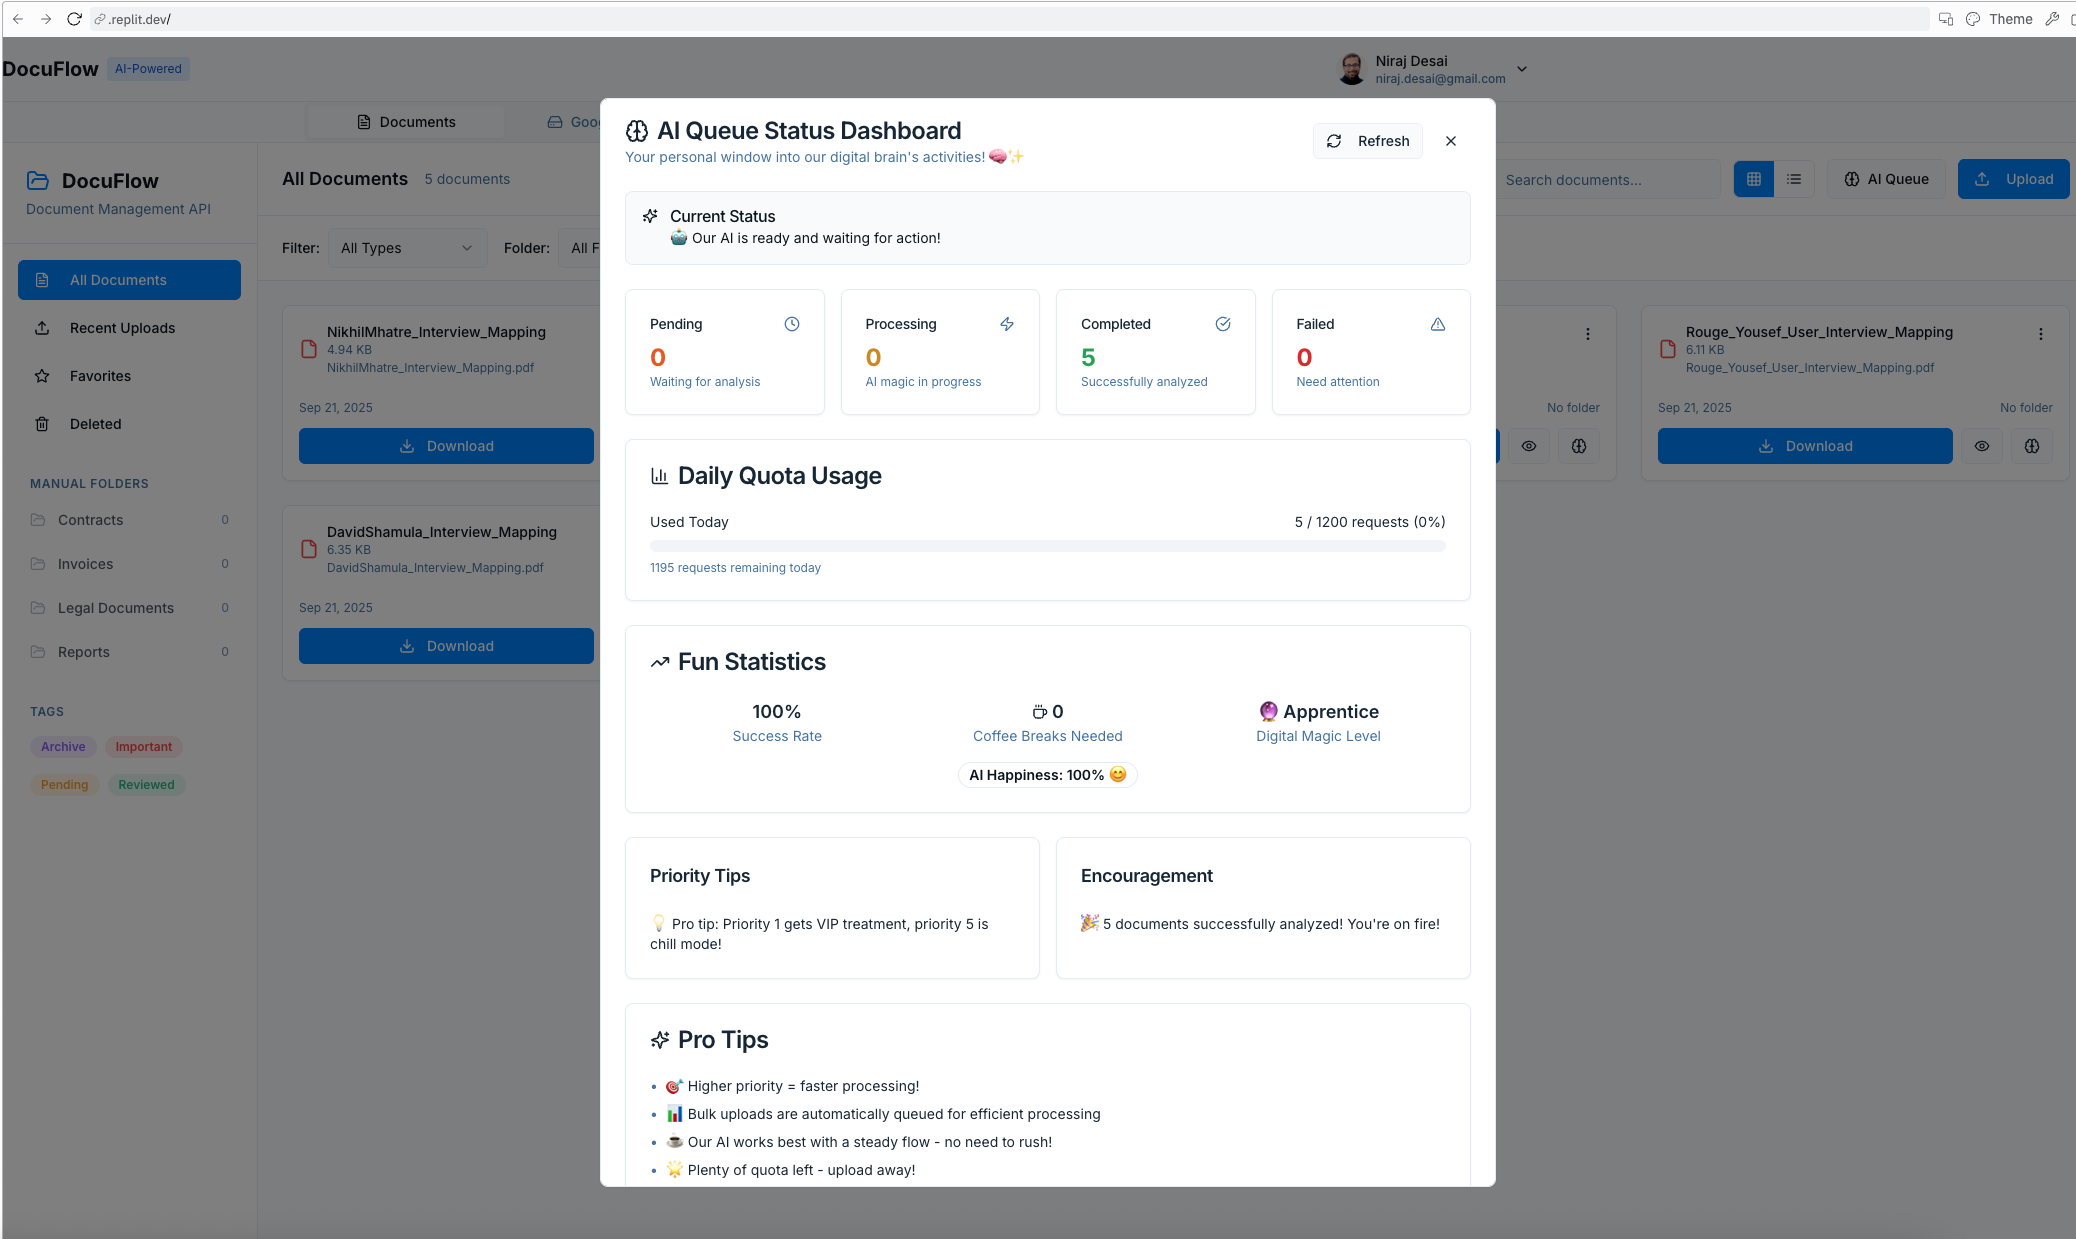 .replit.dev/
Theme
DocuFlow
AI-Powered
Niraj Desai
niraj.desai@gmail.com
Documents
Goog
DocuFlow
Document Management API
All Documents
Recent Uploads
Favorites
Deleted
MANUAL FOLDERS
Contracts 0
Invoices 0
Legal Documents 0
Reports 0
TAGS
Archive Important
Pending Reviewed
All Documents 5 documents
Search documents...
AI Queue
Upload
Filter: All Types Folder: All F
NikhilMhatre_Interview_Mapping
4.94 KB
NikhilMhatre_Interview_Mapping.pdf
Sep 21, 2025
Download
DavidShamula_Interview_Mapping
6.35 KB
DavidShamula_Interview_Mapping.pdf
Sep 21, 2025
Download
No folder
Rouge_Yousef_User_Interview_Mapping
6.11 KB
Rouge_Yousef_User_Interview_Mapping.pdf
Sep 21, 2025 No folder
Download
AI Queue Status Dashboard
Your personal window into our digital brain's activities! 🧠✨
Refresh
Current Status
🤖 Our AI is ready and waiting for action!
Pending
0
Waiting for analysis
Processing
0
AI magic in progress
Completed
5
Successfully analyzed
Failed
0
Need attention
Daily Quota Usage
Used Today 5 / 1200 requests (0%)
1195 requests remaining today
Fun Statistics
100%
Success Rate
0
Coffee Breaks Needed
🔮 Apprentice
Digital Magic Level
AI Happiness: 100% 😊
Priority Tips
💡 Pro tip: Priority 1 gets VIP treatment, priority 5 is
chill mode!
Encouragement
🎉 5 documents successfully analyzed! You're on fire!
Pro Tips
• 🎯 Higher priority = faster processing!
• 📊 Bulk uploads are automatically queued for efficient processing
• ☕ Our AI works best with a steady flow - no need to rush!
• 🌟 Plenty of quota left - upload away!